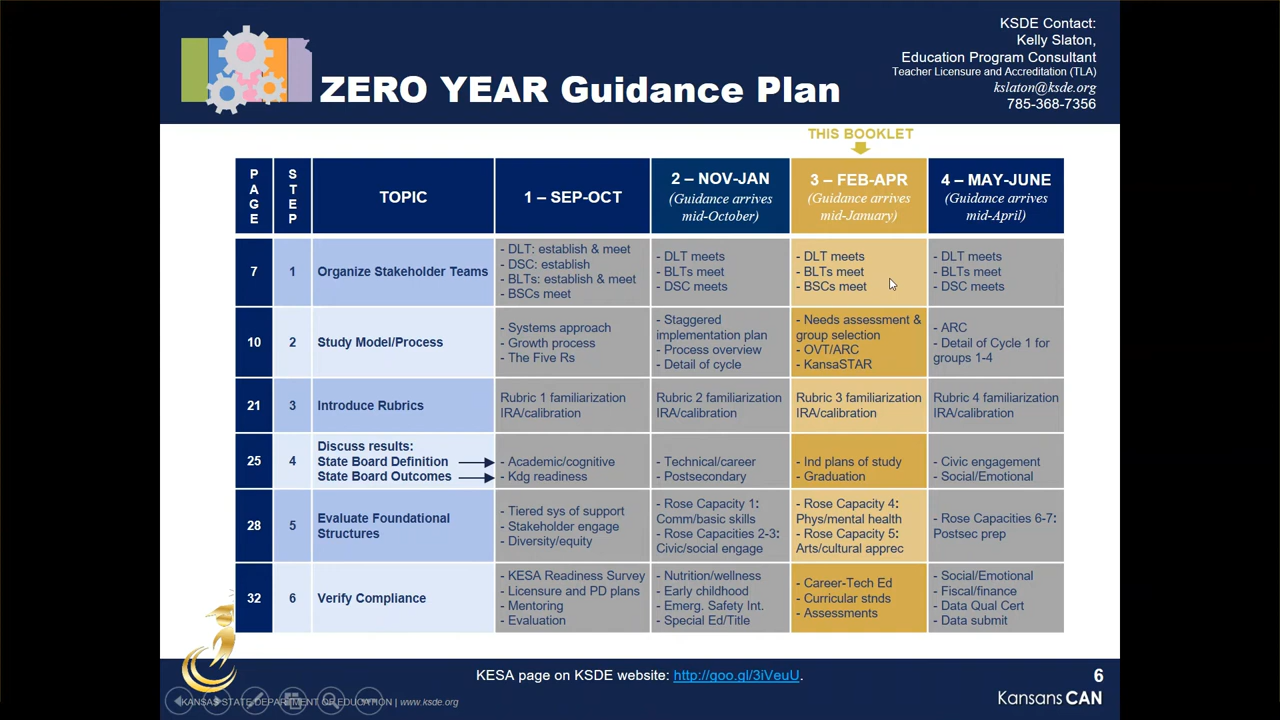 KSDE Contact:
Kelly Slaton,
Education Program Consultant
Teacher Licensure and Accreditation (TLA)
kslaton@ksde.org
785-368-7356
ZERO YEAR Guidance Plan
THIS BOOKLET
PAGE
STEP
TOPIC
1 – SEP-OCT
2 – NOV-JAN
(Guidance arrives
mid-October)
3 – FEB-APR
(Guidance arrives
mid-January)
4 – MAY-JUNE
(Guidance arrives
mid-April)
7
1
Organize Stakeholder Teams
- DLT: establish & meet
- DSC: establish
- BLTs: establish & meet
- BSCs meet
- DLT meets
- BLTs meet
- DSC meets
- DLT meets
- BLTs meet
- BSCs meet
- DLT meets
- BLTs meet
- DSC meets
10
2
Study Model/Process
- Systems approach
- Growth process
- The Five Rs
- Staggered
implementation plan
- Process overview
- Detail of cycle
- Needs assessment &
group selection
- OVT/ARC
- KansaSTAR
- ARC
- Detail of Cycle 1 for
groups 1-4
21
3
Introduce Rubrics
Rubric 1 familiarization
IRA/calibration
Rubric 2 familiarization
IRA/calibration
Rubric 3 familiarization
IRA/calibration
Rubric 4 familiarization
IRA/calibration
25
4
Discuss results:
State Board Definition
State Board Outcomes
- Academic/cognitive
- Kdg readiness
- Technical/career
- Postsecondary
- Ind plans of study
- Graduation
- Civic engagement
- Social/Emotional
28
5
Evaluate Foundational
Structures
- Tiered sys of support
- Stakeholder engage
- Diversity/equity
- Rose Capacity 1:
Comm/basic skills
- Rose Capacities 2-3:
Civic/social engage
- Rose Capacity 4:
Phys/mental health
- Rose Capacity 5:
Arts/cultural apprec
- Rose Capacities 6-7:
Postsec prep
32
6
Verify Compliance
- KESA Readiness Survey
- Licensure and PD plans
- Mentoring
- Evaluation
- Nutrition/wellness
- Early childhood
- Emerg. Safety Int.
- Special Ed/Title
- Career-Tech Ed
- Curricular stnds
- Assessments
- Social/Emotional
- Fiscal/finance
- Data Qual Cert
- Data submit
KESA page on KSDE website: http://goo.gl/3iVeuU.
6
KANSAS STATE DEPARTMENT OF EDUCATION | www.ksde.org
KansansCAN